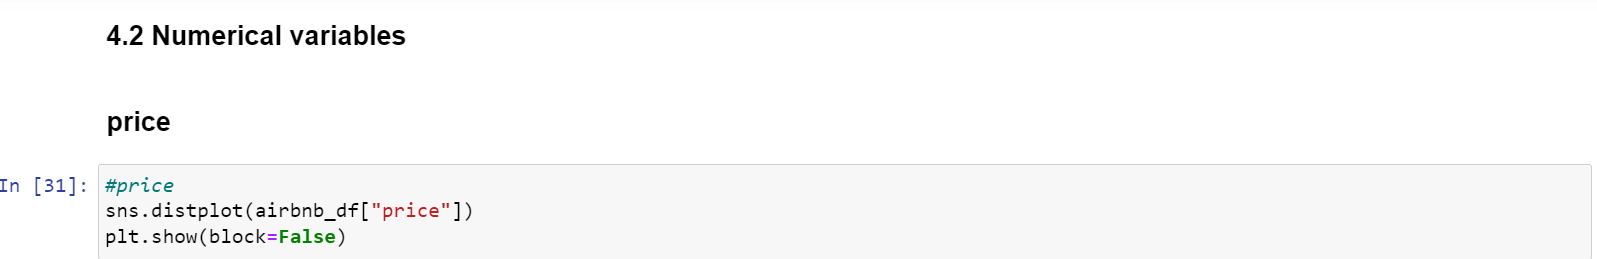 4.2 Numerical variables
price
In [31]:
#price
sns.distplot(airbnb_df["price"])
plt.show(block=False)